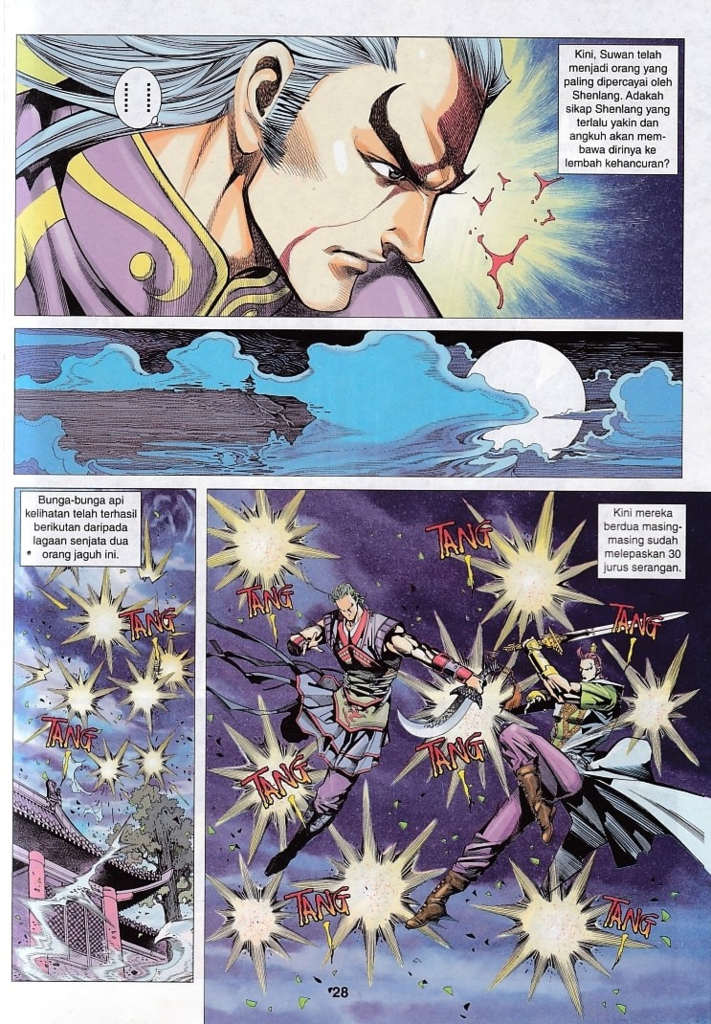 Kini, Suwan telah
menjadi orang yang
paling dipercayai oleh
Shenlang. Adakah
sikap Shenlang yang
terlalu yakin dan
angkuh akan mem-
bawa dirinya ke
lembah kehancuran?
Bunga-bunga api
kelihatan telah terhasil
berikutan daripada
lagaan senjata dua
orang jaguh ini.
TANG
TANG
Kini mereka
berdua masing-
masing sudah
melepaskan 30
jurus serangan.
TANG
TANG
TANG
TANG
TANG
TANG
TANG
28